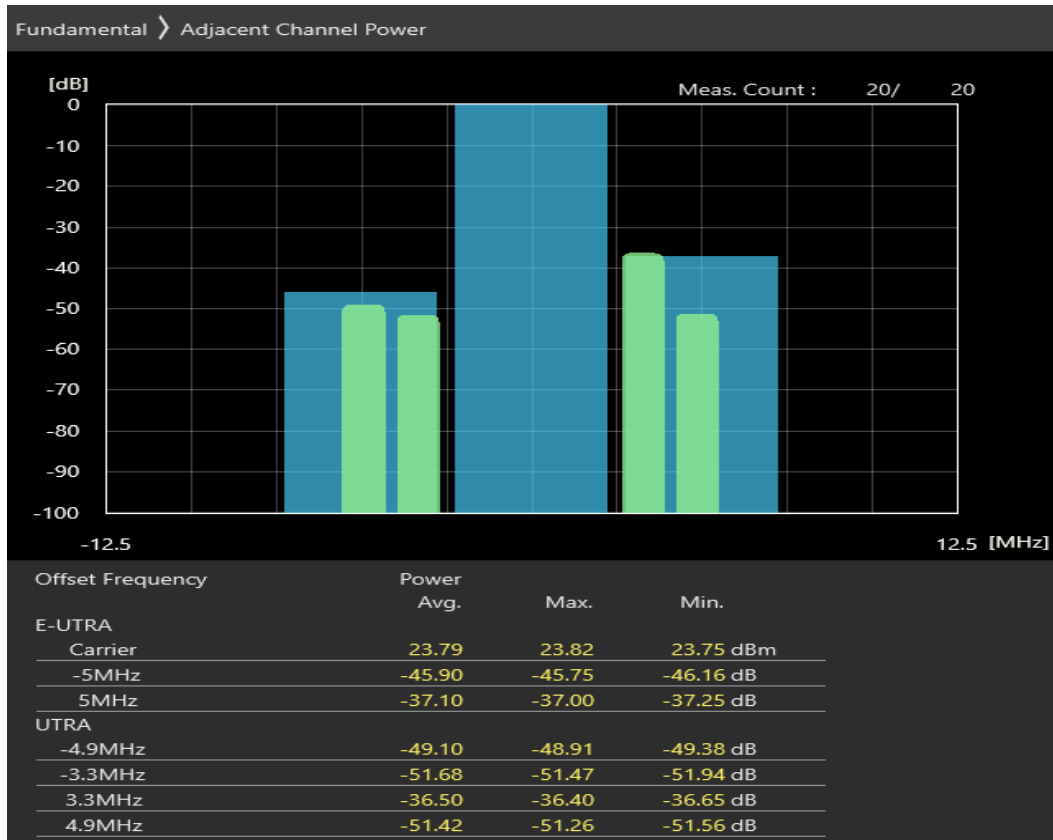 Fundamental 〉 Adjacent Channel Power
[dB]
Meas. Count : 20/ 20
0
-10
-20
-30
-40
-50
-60
-70
-80
-90
-100
-12.5 12.5 [MHz]
Offset Frequency Power
Avg. Max. Min.
E-UTRA
Carrier 23.79 23.82 23.75 dBm
-5MHz -45.90 -45.75 -46.16 dB
5MHz -37.10 -37.00 -37.25 dB
UTRA
-4.9MHz -49.10 -48.91 -49.38 dB
-3.3MHz -51.68 -51.47 -51.94 dB
3.3MHz -36.50 -36.40 -36.65 dB
4.9MHz -51.42 -51.26 -51.56 dB